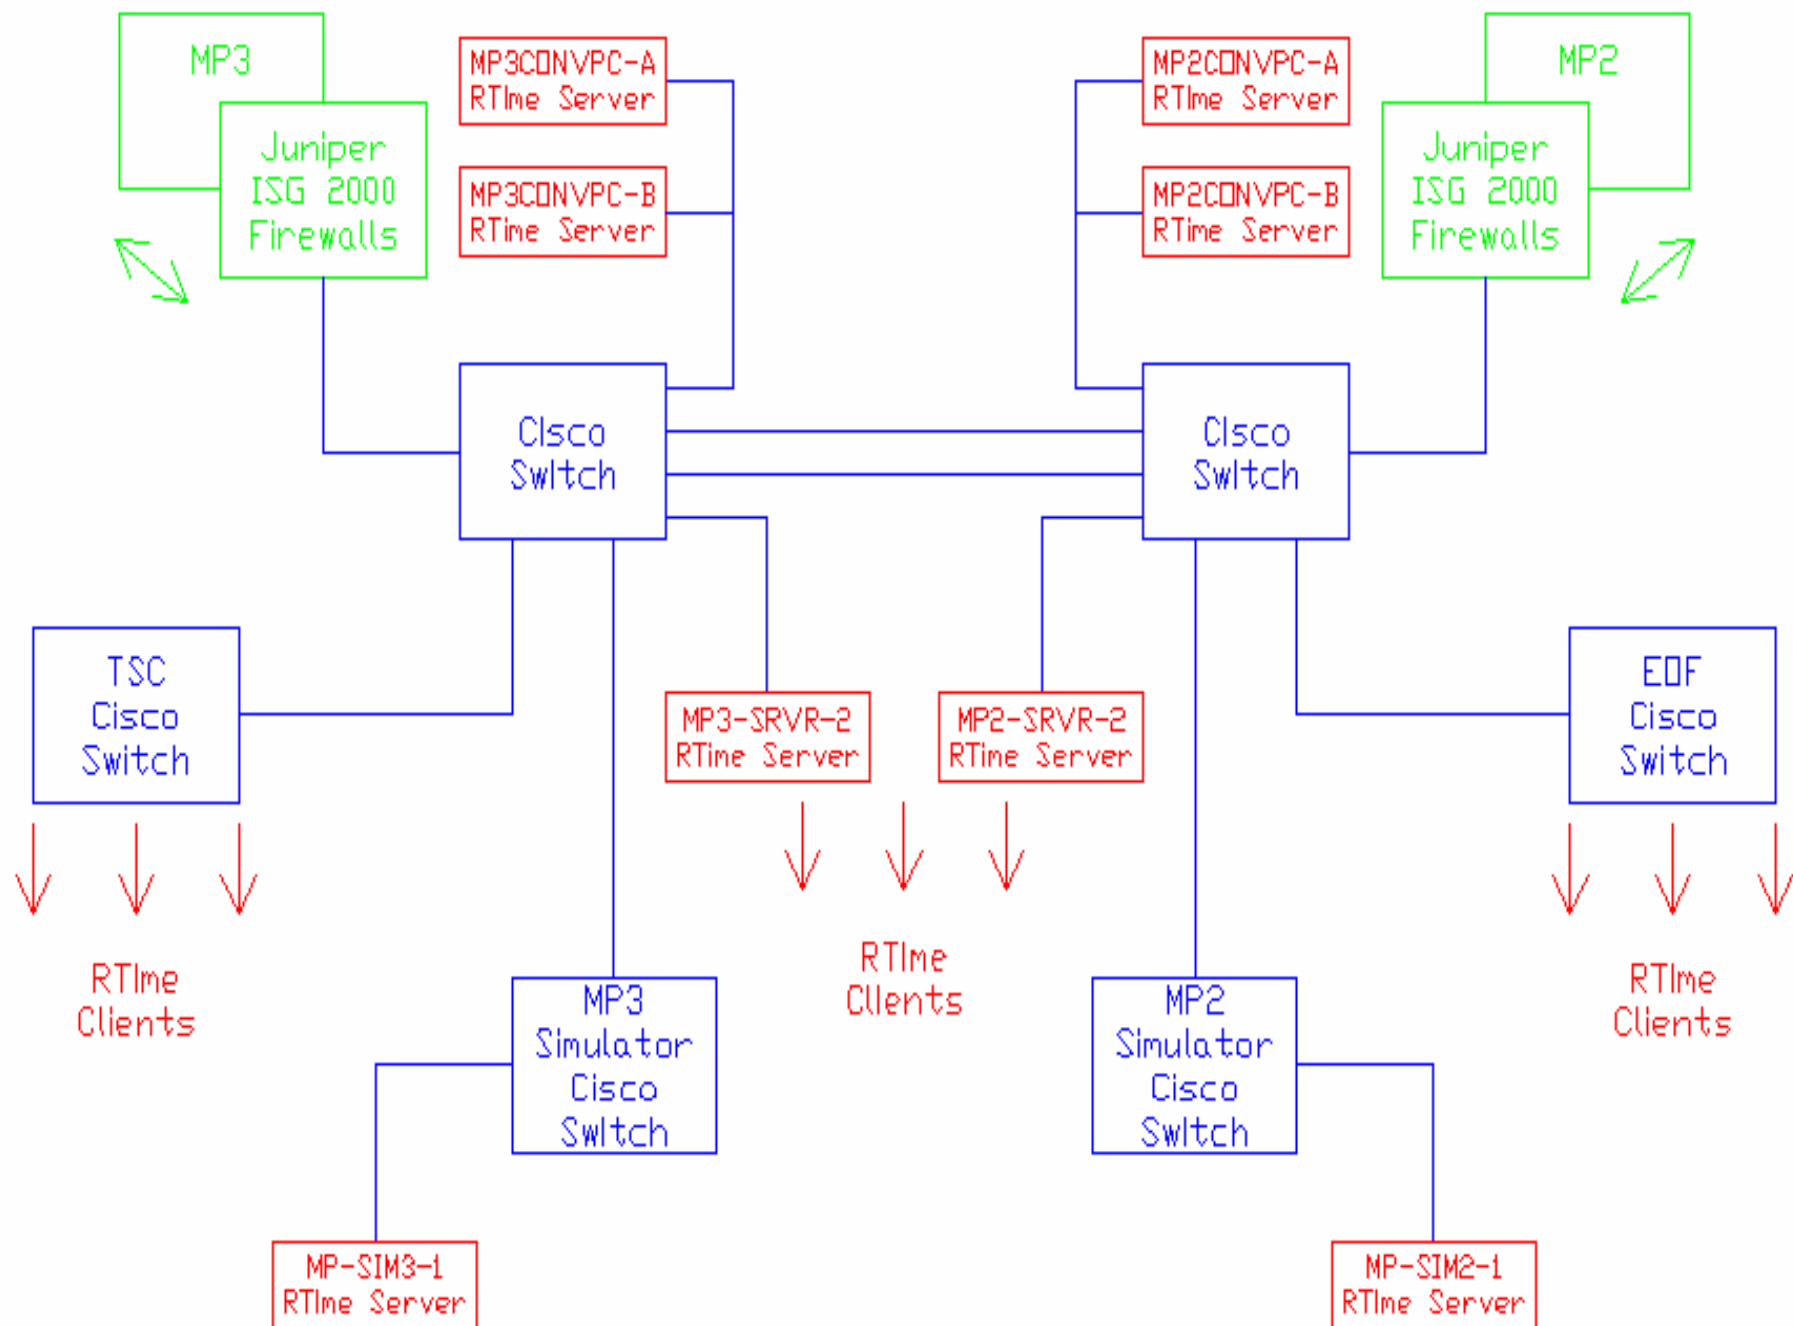 MP3
MP3CONVPC-A
RTime Server
MP2CONVPC-A
RTime Server
MP2
Juniper
ISG 2000
Firewalls
MP3CONVPC-B
RTime Server
MP2CONVPC-B
RTime Server
Juniper
ISG 2000
Firewalls
Cisco
Switch
Cisco
Switch
TSC
Cisco
Switch
MP3-SRVR-2
RTime Server
MP2-SRVR-2
RTime Server
EOF
Cisco
Switch
RTime
Clients
RTime
Clients
RTime
Clients
MP3
Simulator
Cisco
Switch
MP2
Simulator
Cisco
Switch
MP-SIM3-1
RTime Server
MP-SIM2-1
RTime Server